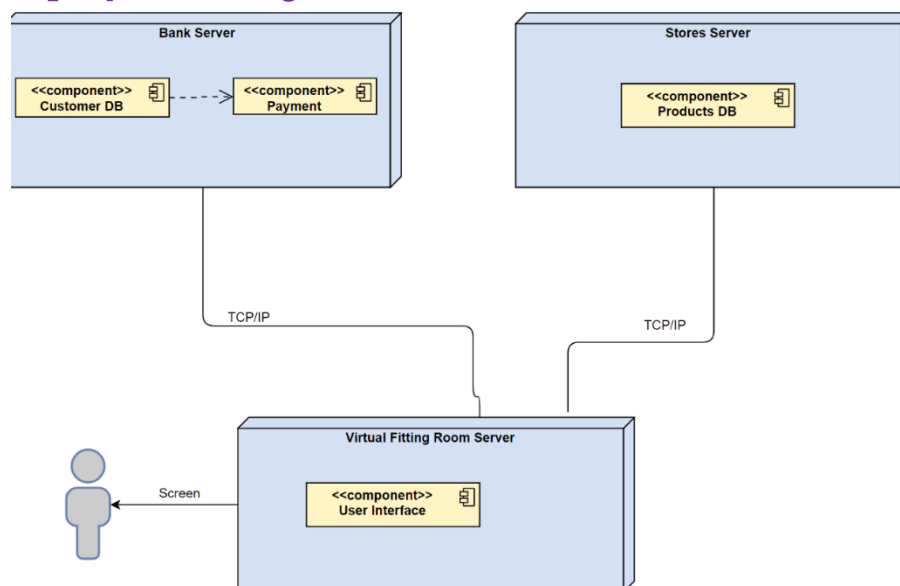 Bank Server
Stores Server
<<component>>
Customer DB
<<component>>
Payment
<<component>>
Products DB
TCP/IP
TCP/IP
Virtual Fitting Room Server
Screen
<<component>>
User Interface